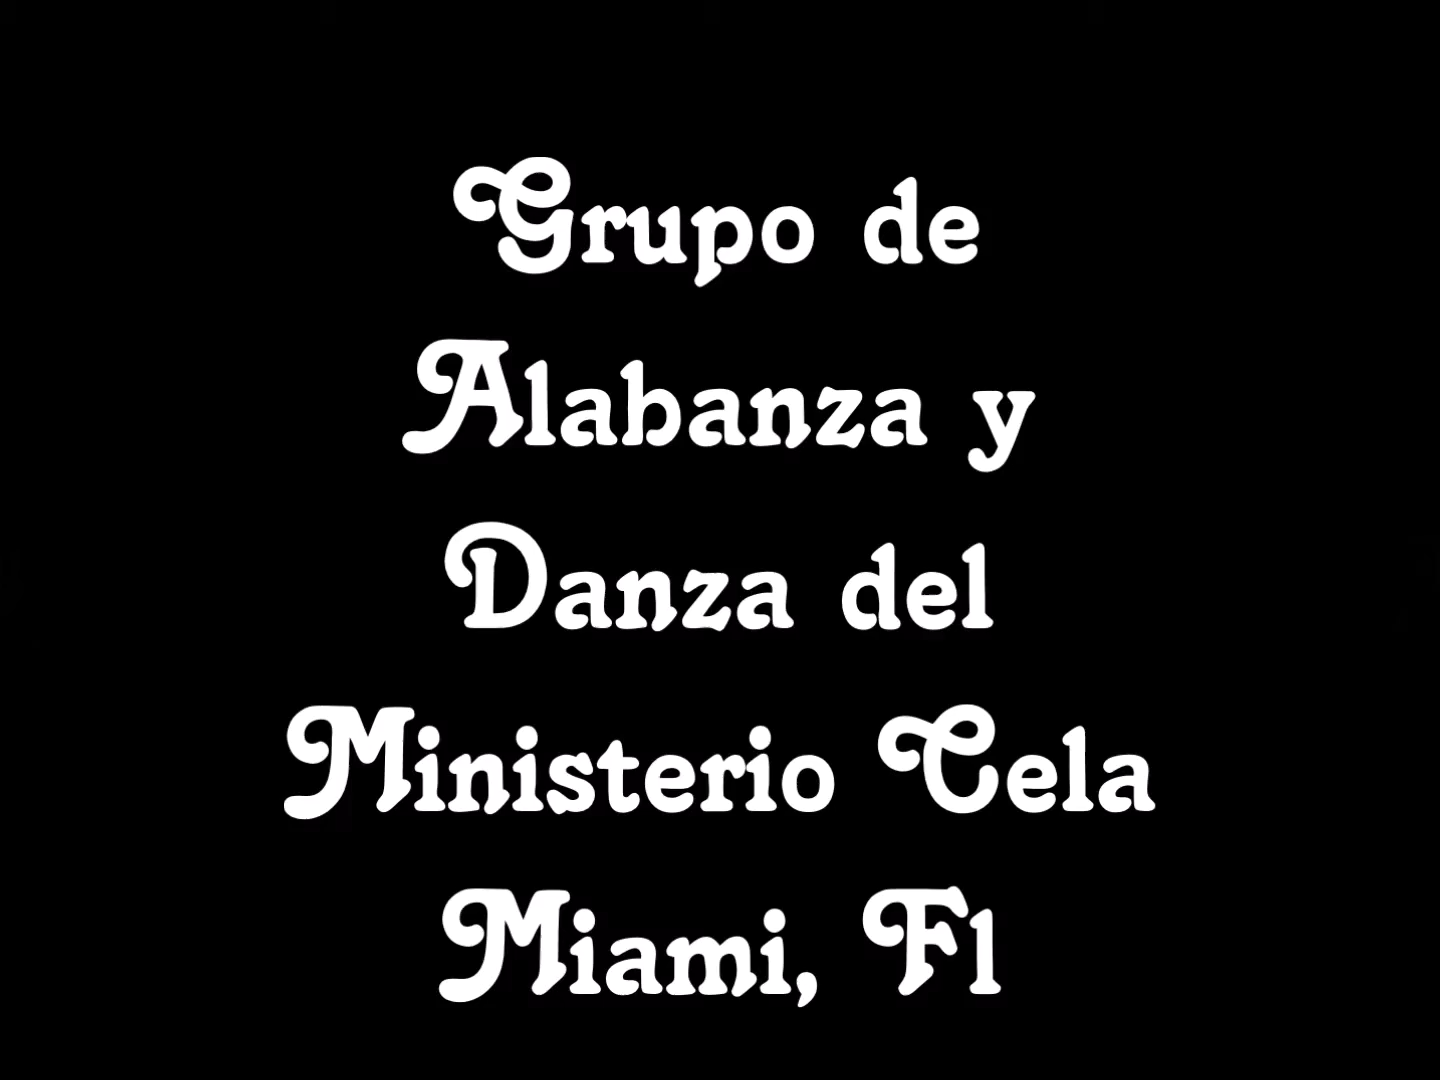 Grupo de
Alabanza y
Danza del
Ministerio Cela
Miami, Fl